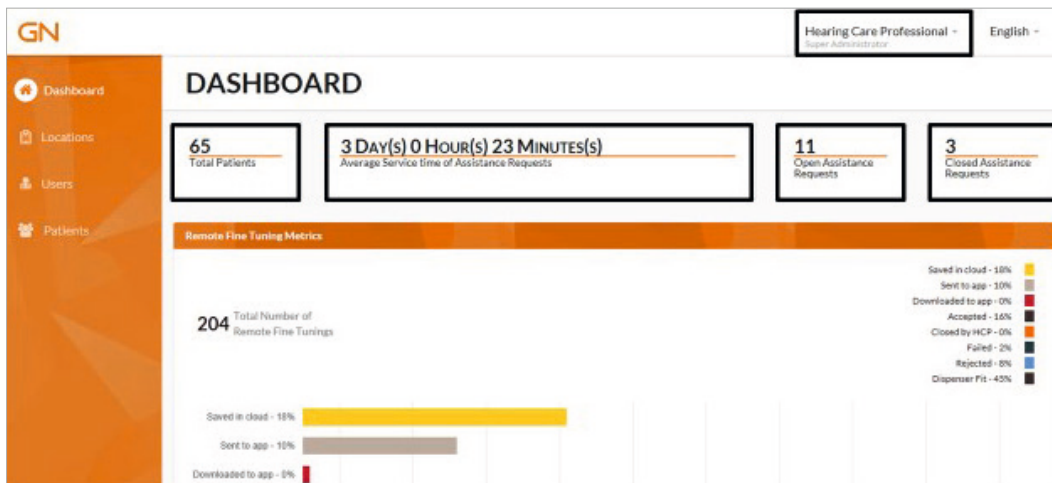 GN
Hearing Care Professional
Super Administrator
English
Dashboard
Locations
Users
Patients
DASHBOARD
65
Total Patients
3 DAY(S) 0 HOUR(S) 23 MINUTES(S)
Average Service time of Assistance Requests
11
Open Assistance
Requests
3
Closed Assistance
Requests
Remote Fine Tuning Metrics
204 Total Number of
Remote Fine Tunings
Saved in cloud - 18%
Sent to app - 10%
Downloaded to app - 0%
Accepted - 16%
Closed by HCP - 0%
Failed - 2%
Rejected - 8%
Dispenser Fit - 45%
Saved in cloud - 18%
Sent to app - 10%
Downloaded to app - 0%